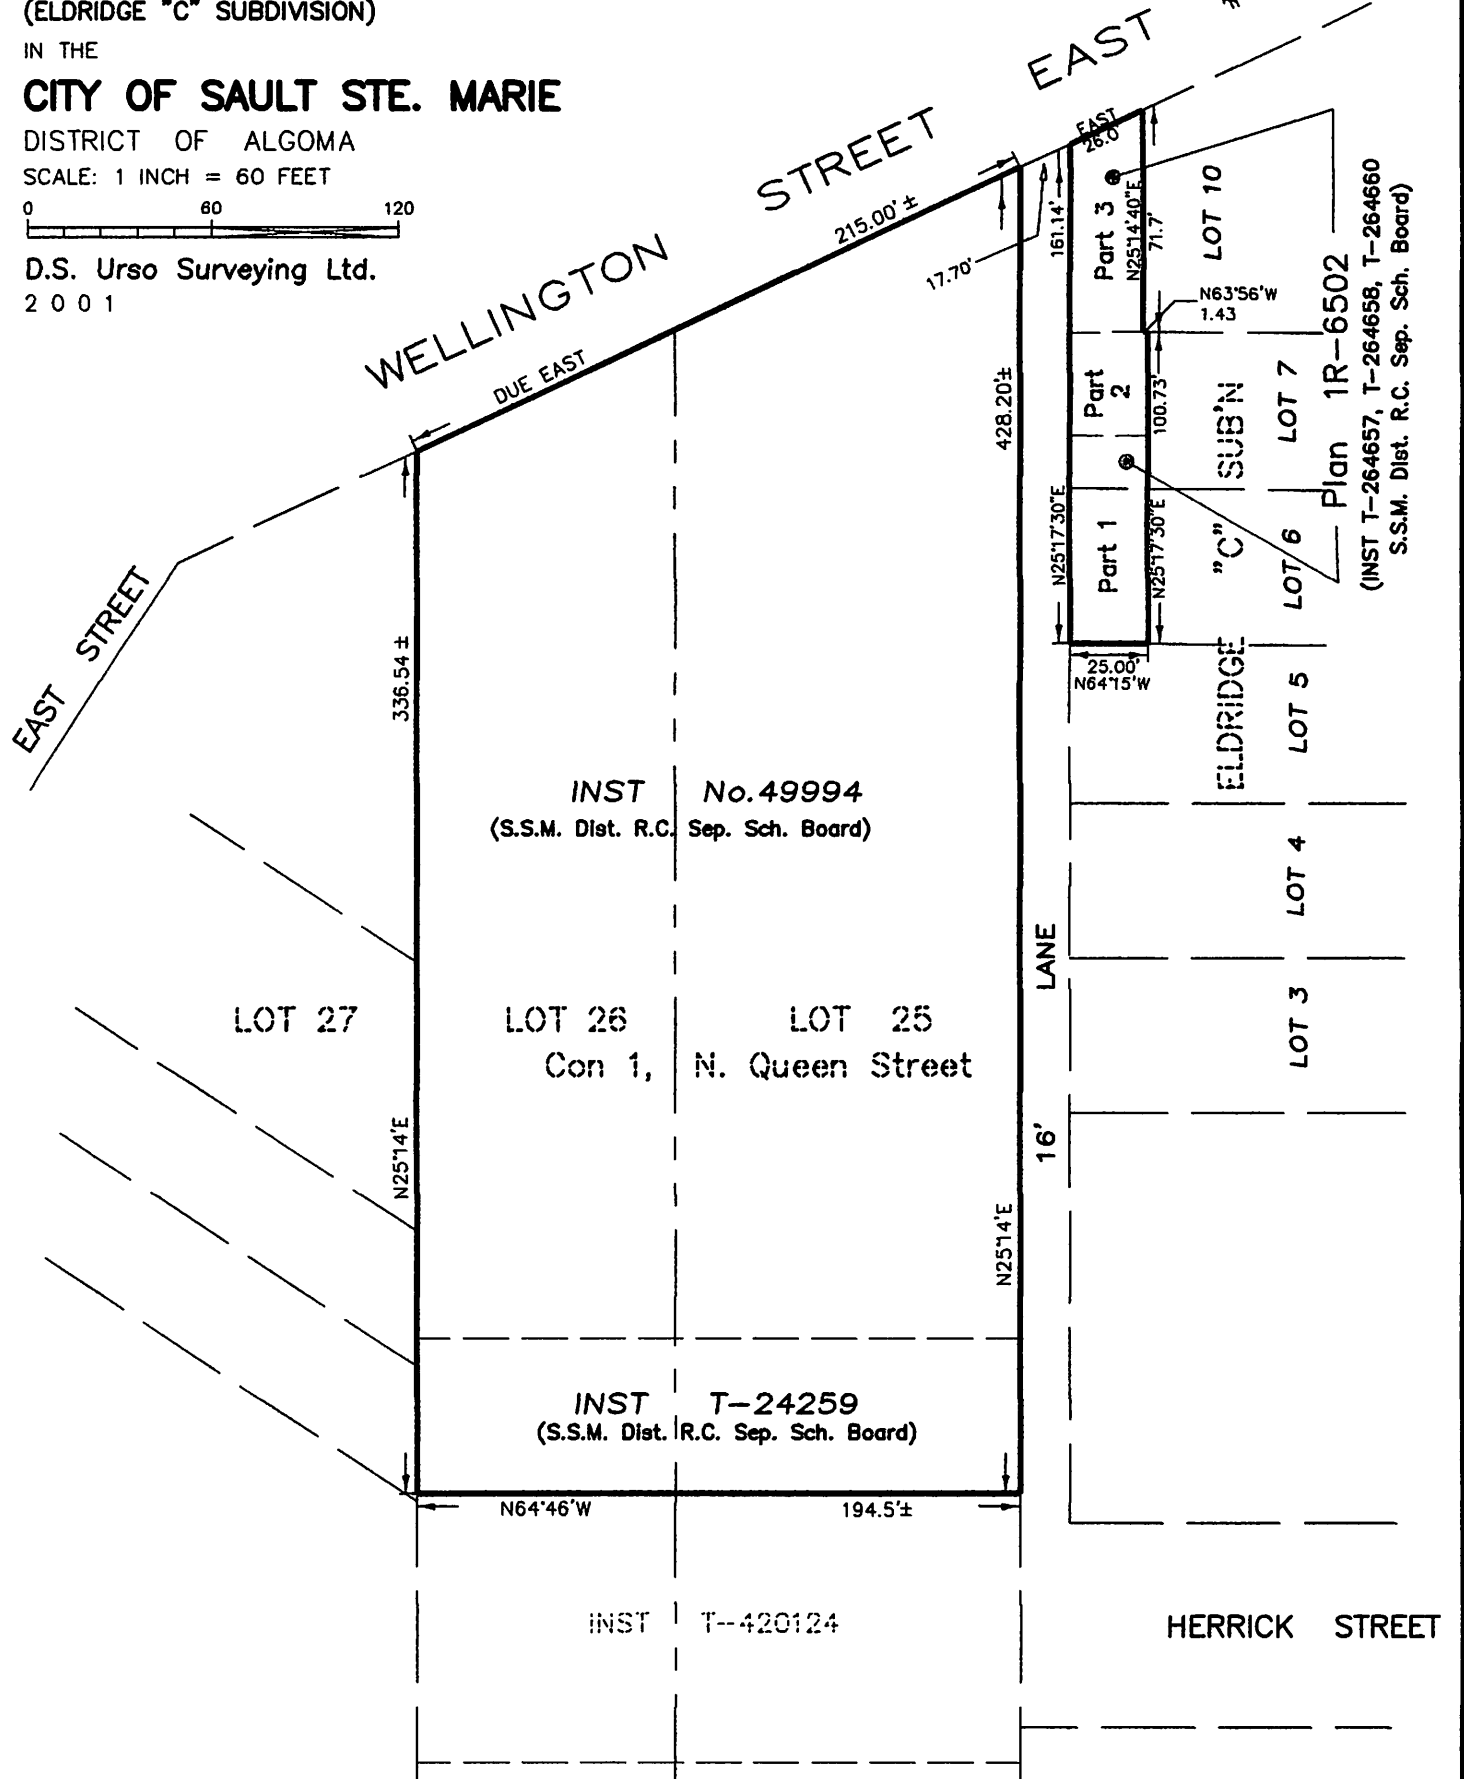 (ELDRIDGE "C" SUBDIVISION)
IN THE
CITY OF SAULT STE. MARIE
DISTRICT OF ALGOMA
SCALE: 1 INCH = 60 FEET
0 60 120
D.S. Urso Surveying Ltd.
2001
WELLINGTON STREET EAST
EAST STREET
DUE EAST
215.00'±
17.70'
161.14'
EAST
26.0'
Part 3
N25°14'40"E
71.7'
LOT 10
N63°56'W
1.43
Part 2
100.73'
N25°17'30"E
Part 1
N25°17'30"E
25.00'
N64°15'W
ELDRIDGE "C" SUB'N
LOT 7
LOT 6
LOT 5
LOT 4
LOT 3
Plan 1R-6502
(INST T-264657, T-264658, T-264660
S.S.M. Dist. R.C. Sep. Sch. Board)
428.20'±
336.54 ±
INST No.49994
(S.S.M. Dist. R.C. Sep. Sch. Board)
LOT 27
LOT 26
LOT 25
Con 1, N. Queen Street
16' LANE
N25°14'E
N25°14'E
INST T-24259
(S.S.M. Dist. R.C. Sep. Sch. Board)
N64°46'W
194.5'±
INST T-420124
HERRICK STREET